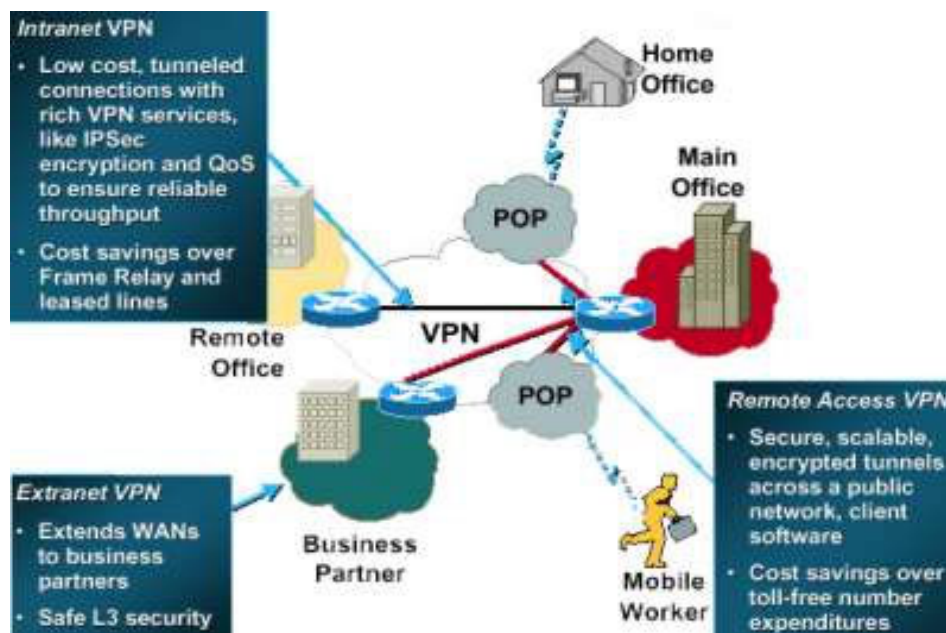 Intranet VPN
• Low cost, tunneled
connections with
rich VPN services,
like IPSec
encryption and QoS
to ensure reliable
throughput
• Cost savings over
Frame Relay and
leased lines
Home
Office
Main
Office
POP
VPN
Remote
Office
POP
Business
Partner
Mobile
Worker
Extranet VPN
• Extends WANs
to business
partners
• Safe L3 security
Remote Access VPN
• Secure, scalable,
encrypted tunnels
across a public
network, client
software
• Cost savings over
toll-free number
expenditures